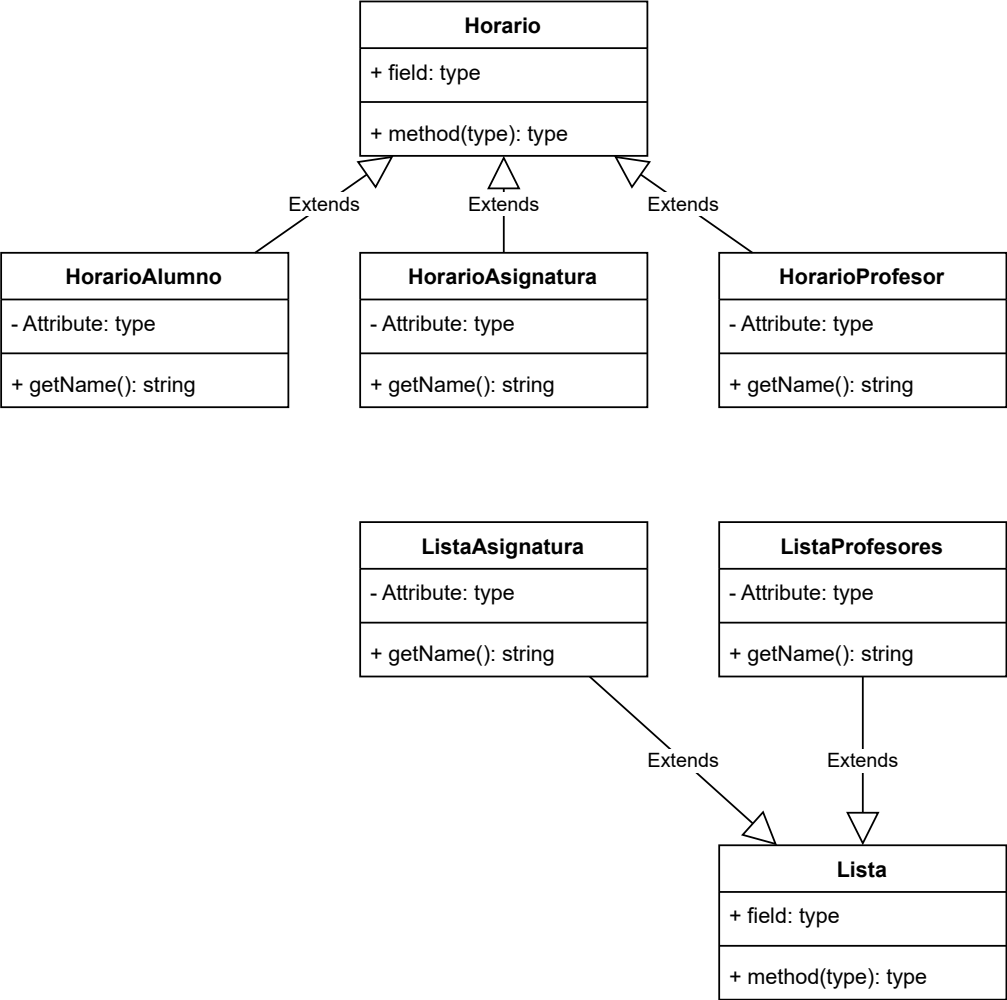 Horario
+ field: type
+ method(type): type
Extends
Extends
Extends
HorarioAlumno
- Attribute: type
+ getName(): string
HorarioAsignatura
- Attribute: type
+ getName(): string
HorarioProfesor
- Attribute: type
+ getName(): string
ListaAsignatura
- Attribute: type
+ getName(): string
ListaProfesores
- Attribute: type
+ getName(): string
Extends
Extends
Lista
+ field: type
+ method(type): type